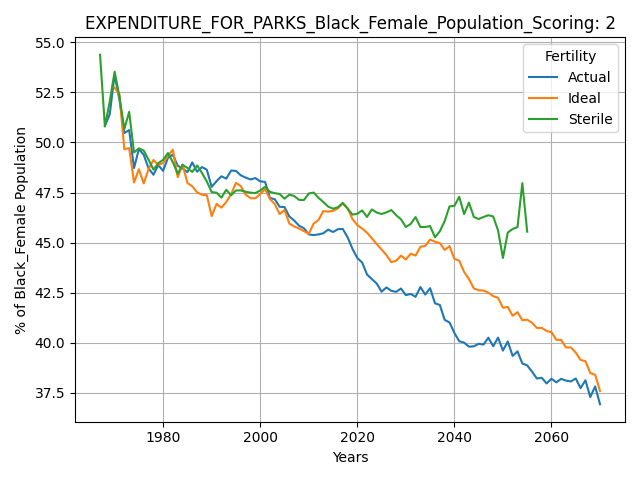 EXPENDITURE_FOR_PARKS_Black_Female_Population_Scoring: 2
Fertility
Actual
Ideal
Sterile
% of Black_Female Population
55.0
52.5
50.0
47.5
45.0
42.5
40.0
37.5
1980
2000
2020
2040
2060
Years